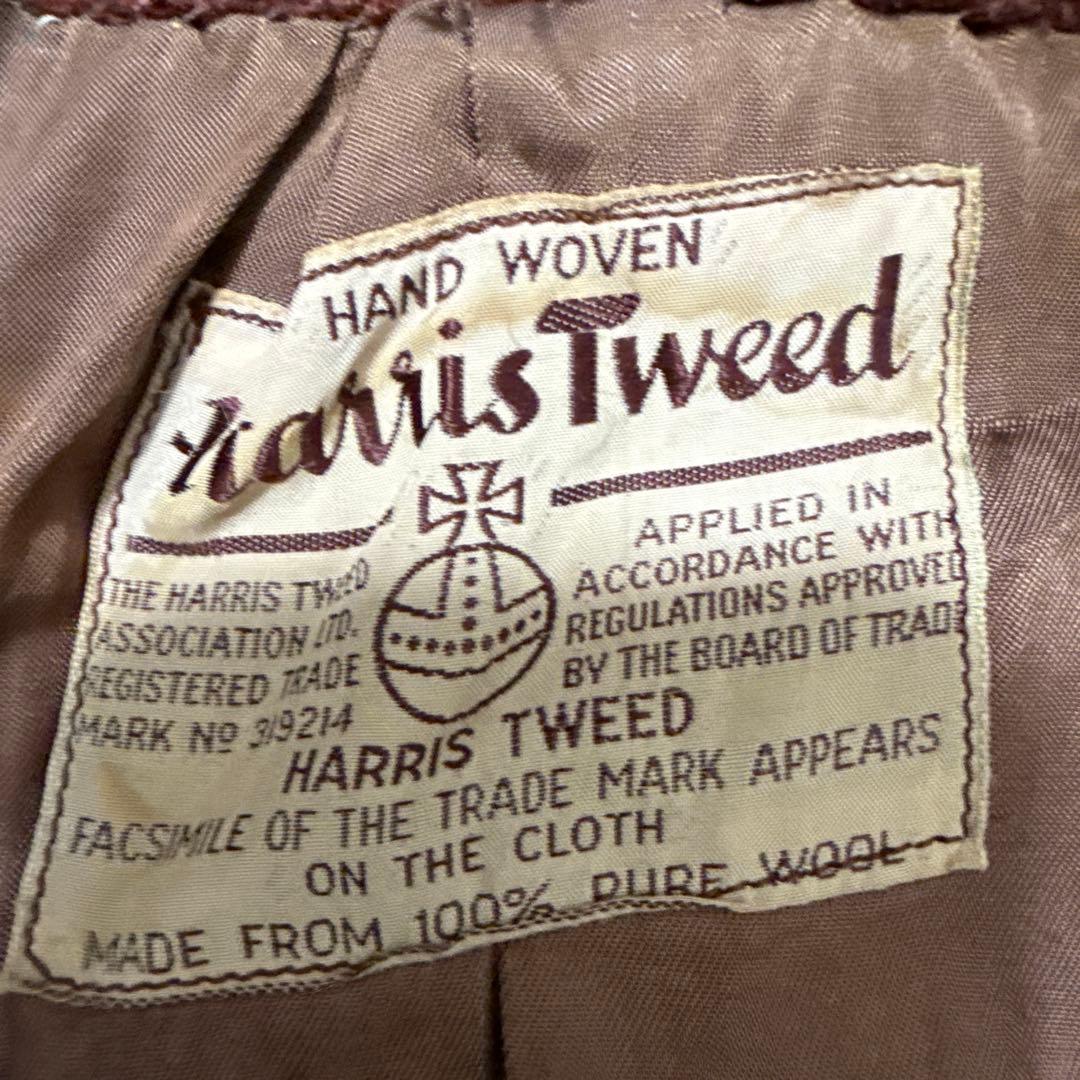 HAND WOVEN
Harris Tweed
THE HARRIS TWEED
ASSOCIATION LTD.
REGISTERED TRADE
MARK No 319214
APPLIED IN
ACCORDANCE WITH
REGULATIONS APPROVED
BY THE BOARD OF TRADE
HARRIS TWEED
FACSIMILE OF THE TRADE MARK APPEARS
ON THE CLOTH
MADE FROM 100% PURE WOOL